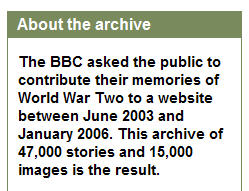 About the archive
The BBC asked the public to
contribute their memories of
World War Two to a website
between June 2003 and
January 2006. This archive of
47,000 stories and 15,000
images is the result.